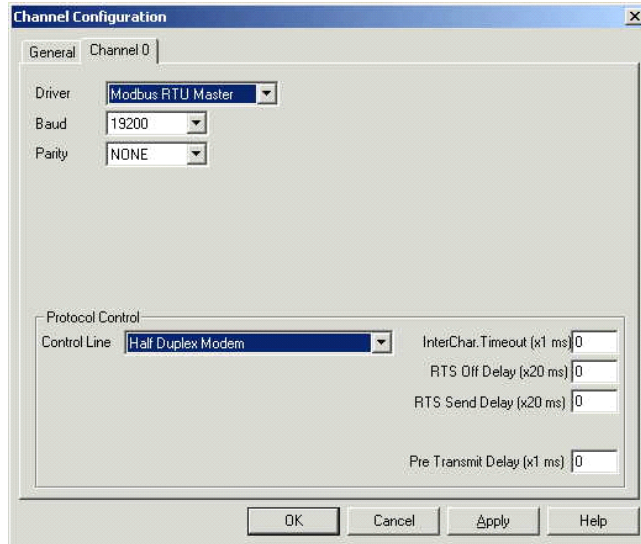 Channel Configuration
General Channel 0
Driver Modbus RTU Master
Baud 19200
Parity NONE
Protocol Control
Control Line Half Duplex Modem InterChar.Timeout (x1 ms) 0
RTS Off Delay (x20 ms) 0
RTS Send Delay (x20 ms) 0
Pre Transmit Delay (x1 ms) 0
OK Cancel Apply Help